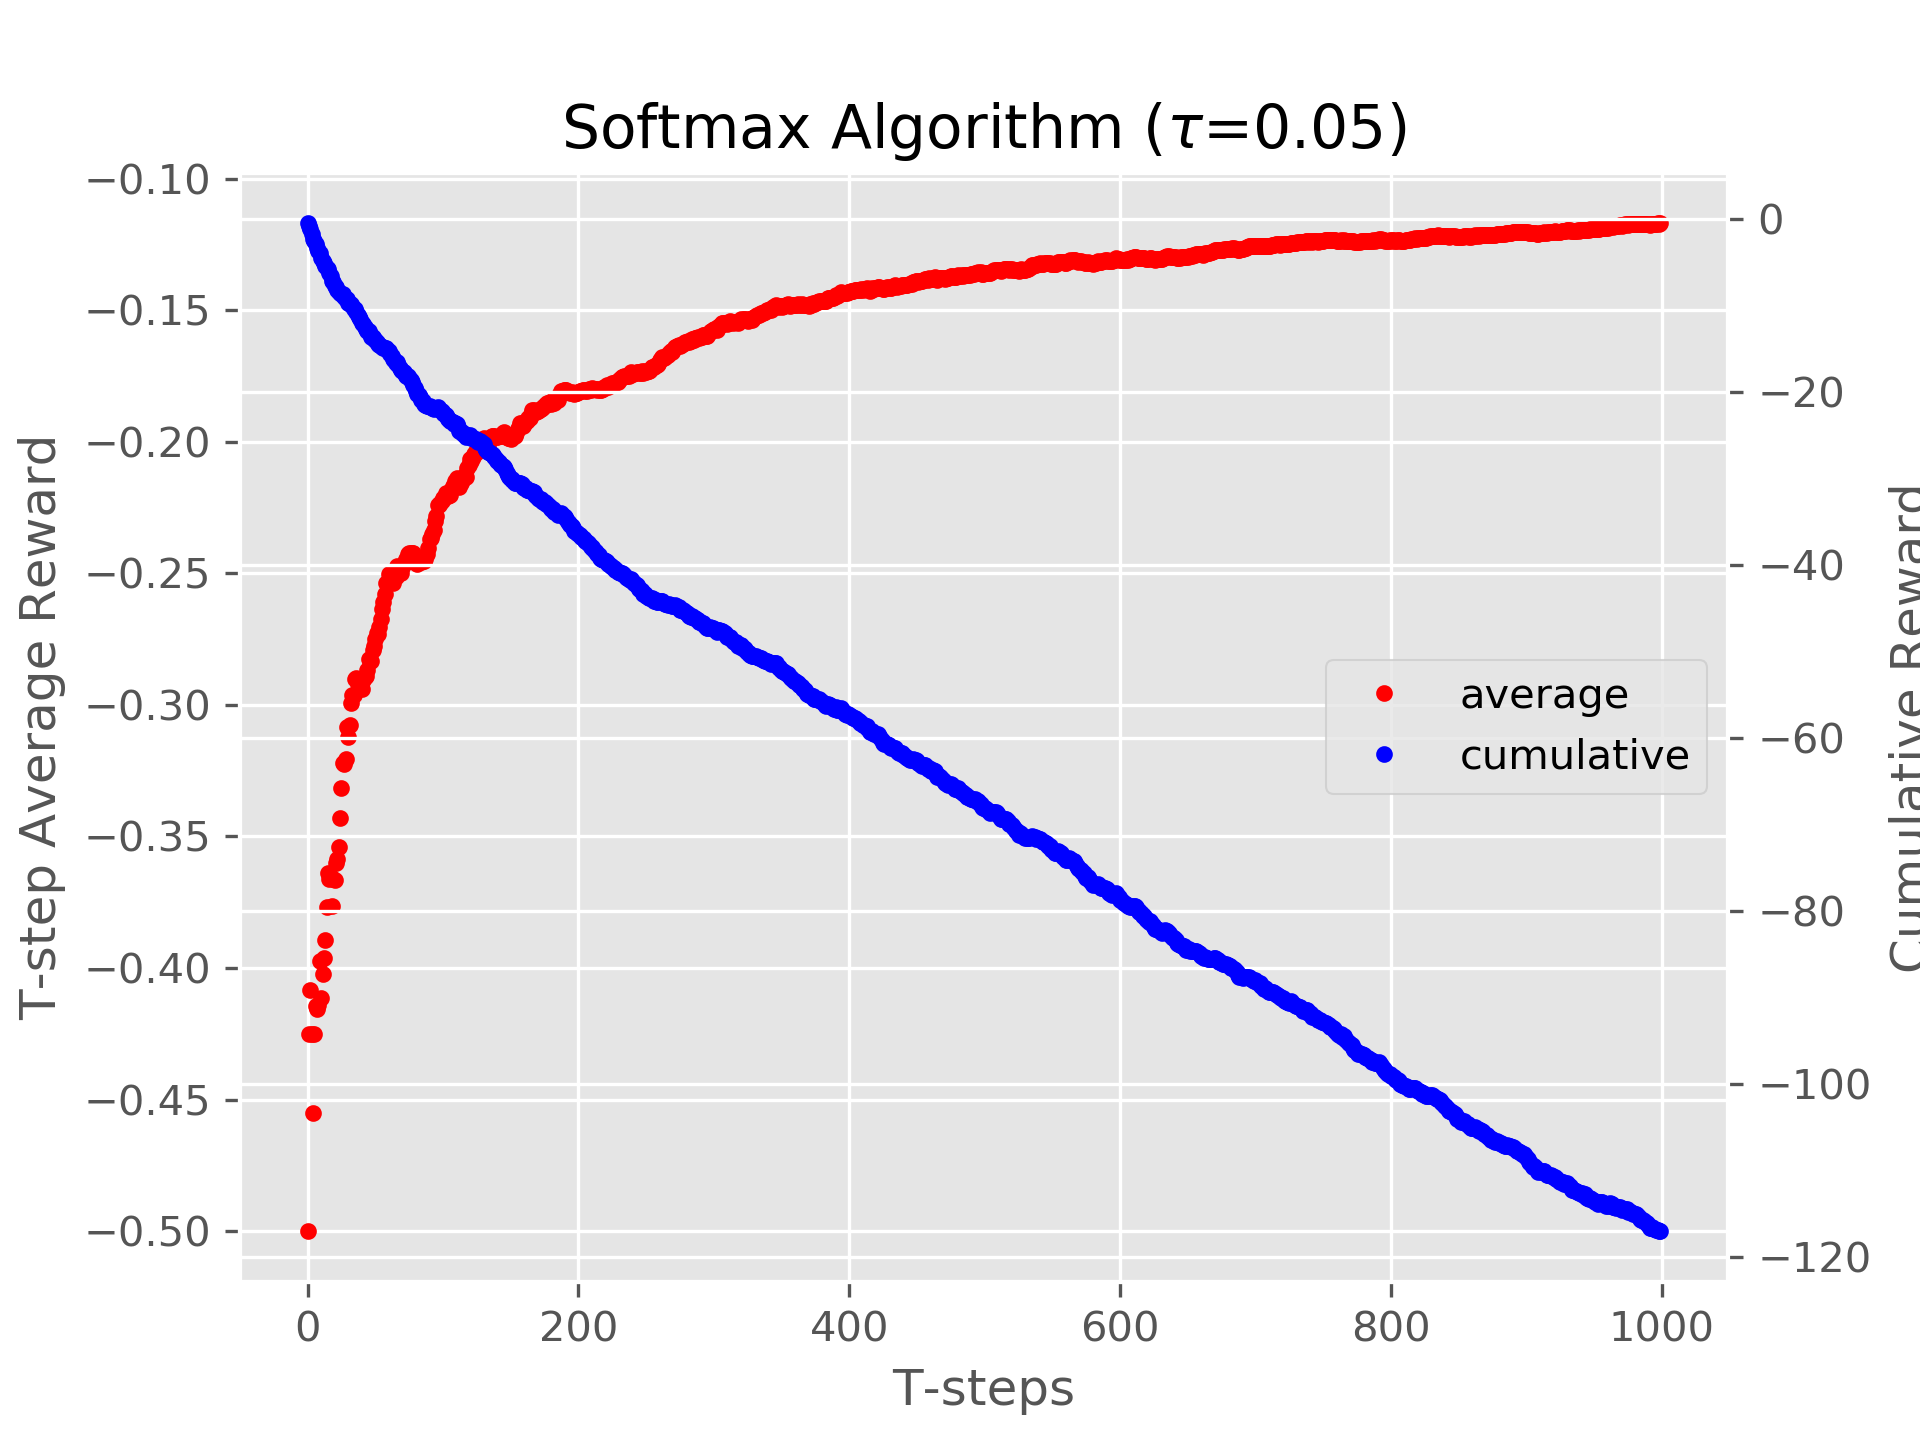 Softmax Algorithm (τ=0.05)
T-step Average Reward
−0.10
−0.15
−0.20
−0.25
−0.30
−0.35
−0.40
−0.45
−0.50
0
−20
−40
−60
−80
−100
−120
Cumulative Reward
average
cumulative
0 200 400 600 800 1000
T-steps